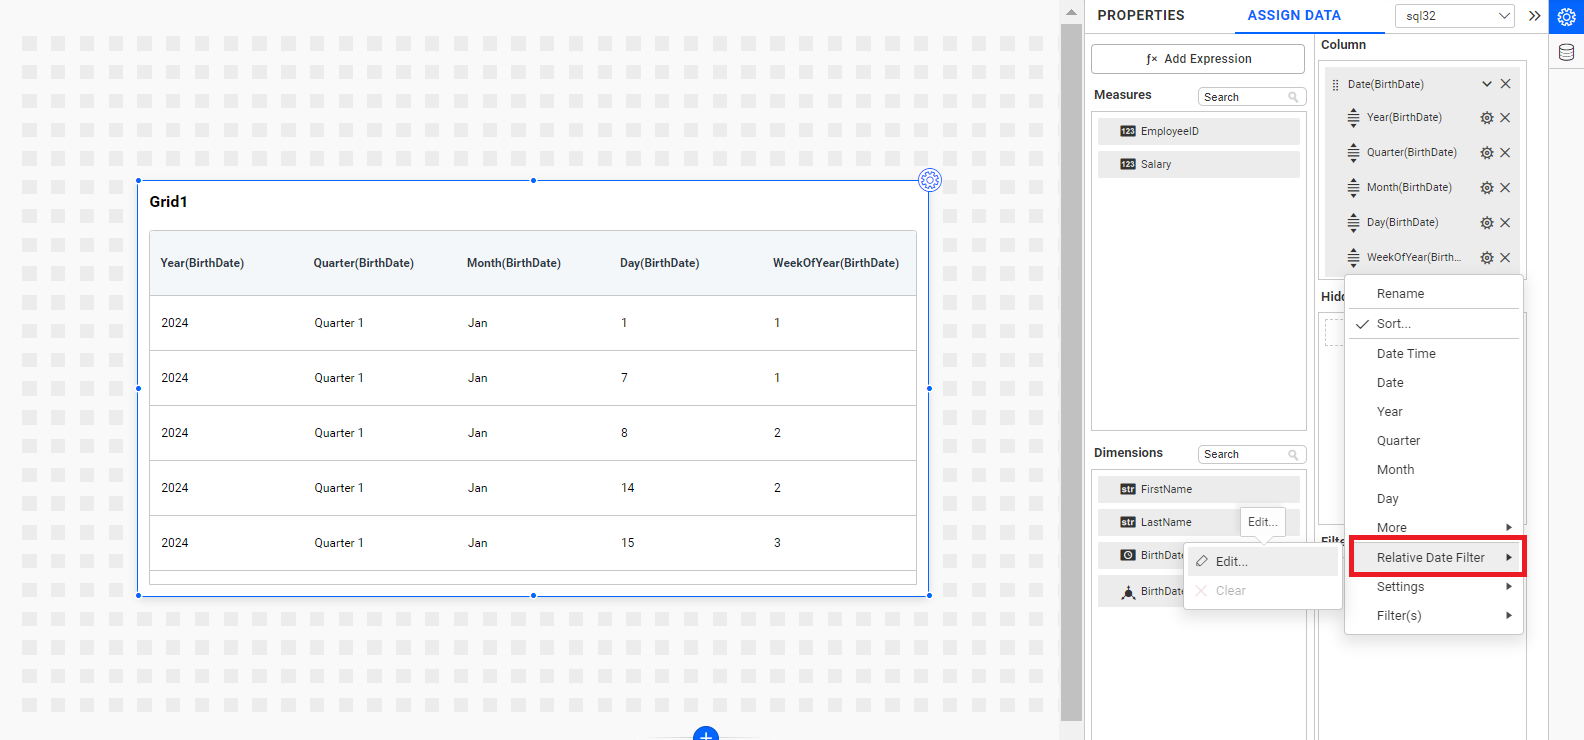 PROPERTIES
ASSIGN DATA
sql32
ƒx Add Expression
Measures
Search
123 EmployeeID
123 Salary
Dimensions
Search
str FirstName
str LastName
BirthDate
BirthDate
Edit...
Edit...
Clear
Column
Date(BirthDate)
Year(BirthDate)
Quarter(BirthDate)
Month(BirthDate)
Day(BirthDate)
WeekOfYear(Birth...
Hidd
Filte
Rename
Sort...
Date Time
Date
Year
Quarter
Month
Day
More
Relative Date Filter
Settings
Filter(s)
Grid1
Year(BirthDate) Quarter(BirthDate) Month(BirthDate) Day(BirthDate) WeekOfYear(BirthDate)
2024 Quarter 1 Jan 1 1
2024 Quarter 1 Jan 7 1
2024 Quarter 1 Jan 8 2
2024 Quarter 1 Jan 14 2
2024 Quarter 1 Jan 15 3